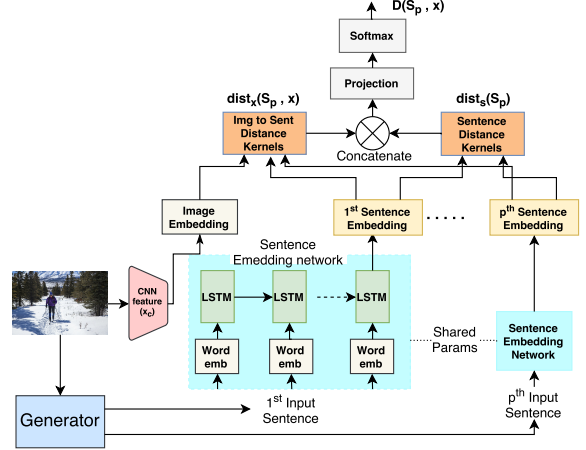 D(Sp , x)
Softmax
Projection
distx(Sp , x)
dists(Sp)
Img to Sent
Distance
Kernels
Sentence
Distance
Kernels
Concatenate
Image
Embedding
1st Sentence
Embedding
. . . . .
pth Sentence
Embedding
Sentence
Emedding network
CNN
feature
(xc)
LSTM
LSTM
LSTM
Word
emb
Word
emb
Word
emb
Shared
Params
Sentence
Embedding
Network
1st Input
Sentence
pth Input
Sentence
Generator